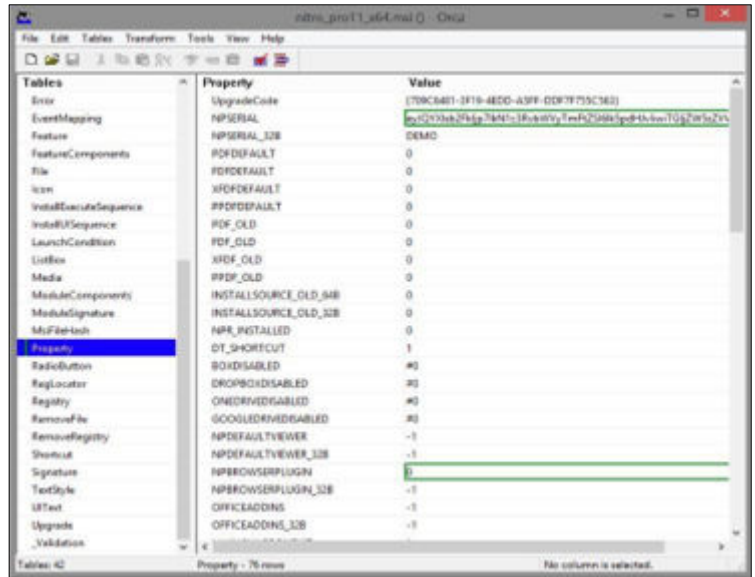 nitro_pro11_x64.msi () - Orca
File Edit Tables Transform Tools View Help
Tables
Error
EventMapping
Feature
FeatureComponents
File
Icon
InstallExecuteSequence
InstallUISequence
LaunchCondition
ListBox
Media
ModuleComponents
ModuleSignature
MsiFileHash
Property
RadioButton
RegLocator
Registry
RemoveFile
RemoveRegistry
Shortcut
Signature
TextStyle
UIText
Upgrade
_Validation
Property Value
UpgradeCode
NPSERIAL
NPSERIAL_32B DEMO
PDFDEFAULT 0
FDFDEFAULT 0
XFDFDEFAULT 0
PPDFDEFAULT 0
PDF_OLD 0
FDF_OLD 0
XFDF_OLD 0
PPDF_OLD 0
INSTALLSOURCE_OLD_64B 0
INSTALLSOURCE_OLD_32B 0
NPR_INSTALLED 0
DT_SHORTCUT 1
BOXDISABLED #0
DROPBOXDISABLED #0
ONEDRIVEDISABLED #0
GOOGLEDRIVEDISABLED #0
NPDEFAULTVIEWER -1
NPDEFAULTVIEWER_32B -1
NPBROWSERPLUGIN 0
NPBROWSERPLUGIN_32B -1
OFFICEADDINS -1
OFFICEADDINS_32B -1
Tables: 42 Property - 76 rows No column is selected.